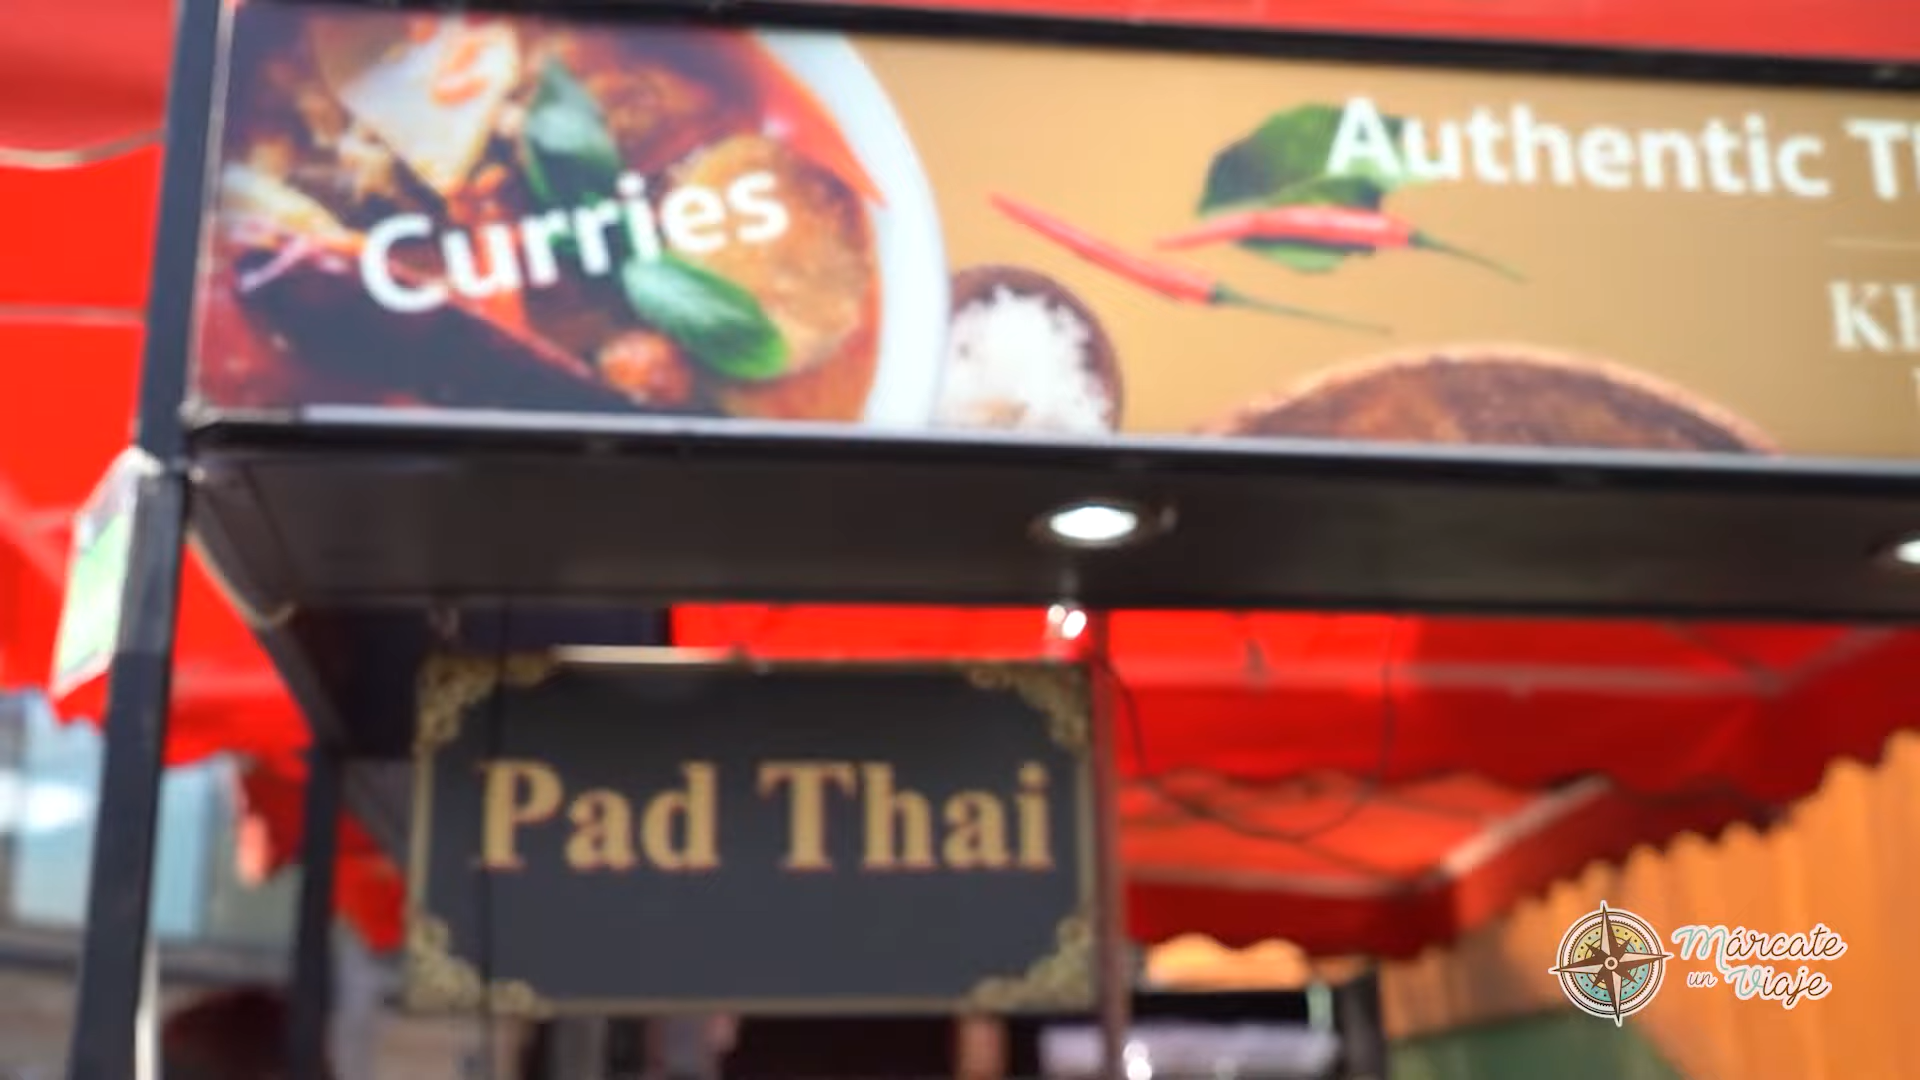 Curries
Authentic
Pad Thai
Márcate
un Viaje